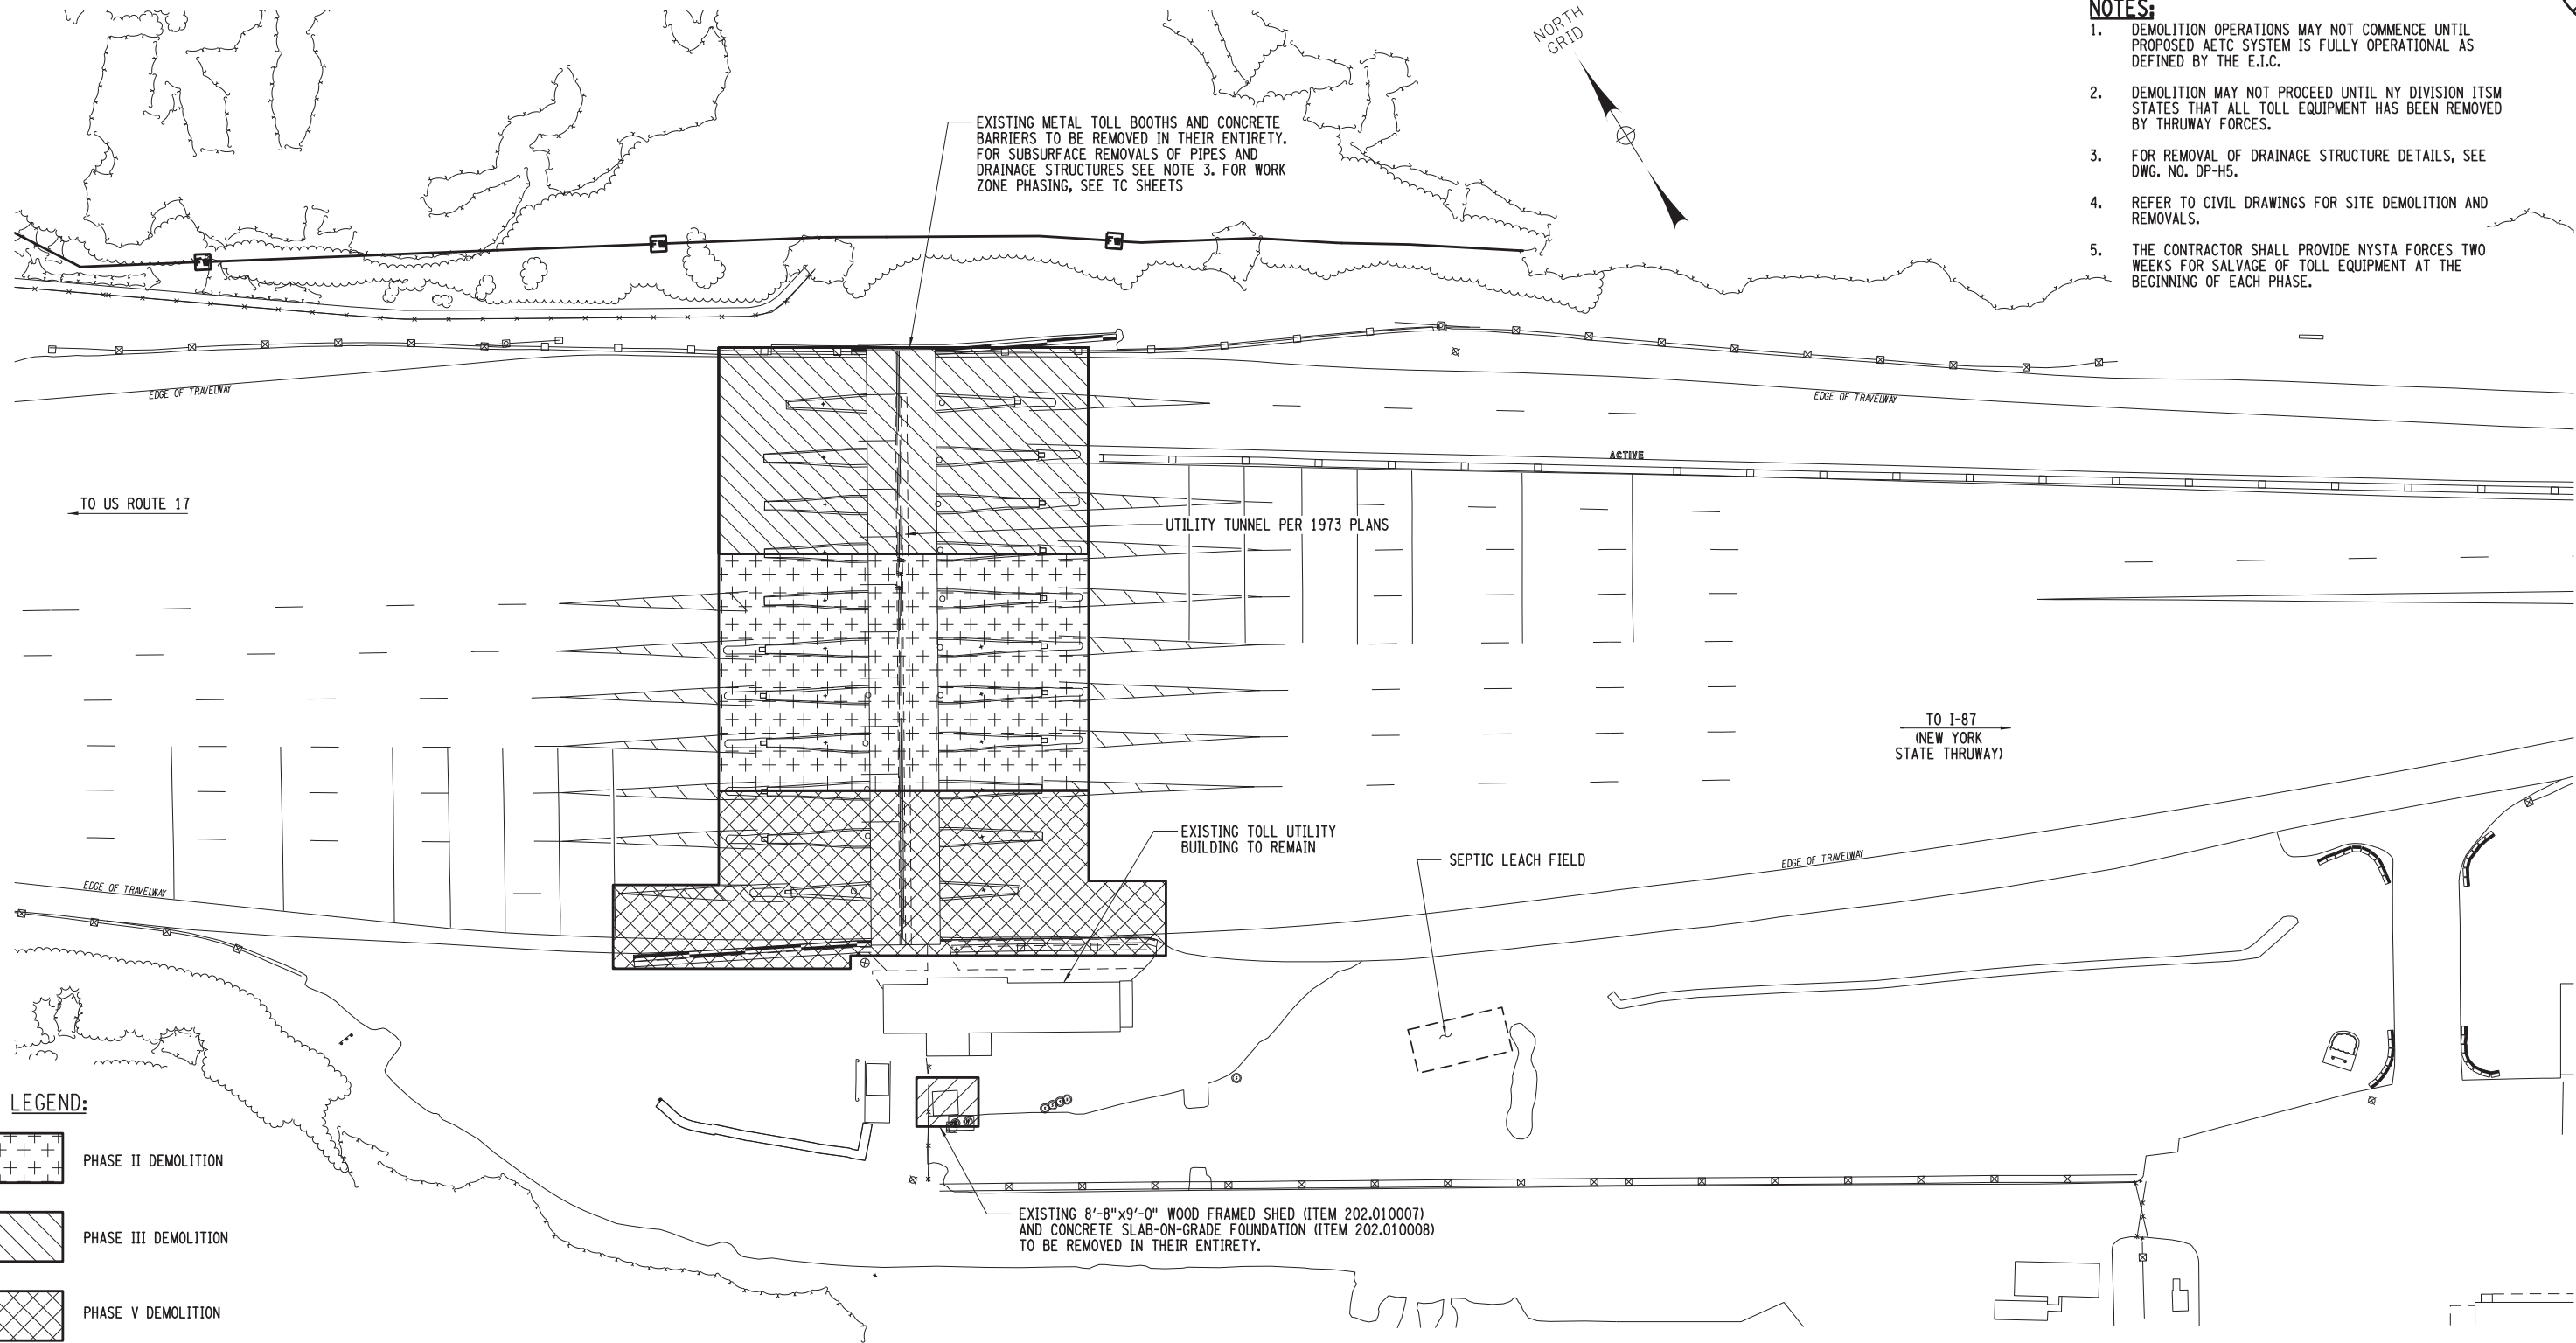 NORTH
GRID
NOTES:
1. DEMOLITION OPERATIONS MAY NOT COMMENCE UNTIL
PROPOSED AETC SYSTEM IS FULLY OPERATIONAL AS
DEFINED BY THE E.I.C.
2. DEMOLITION MAY NOT PROCEED UNTIL NY DIVISION ITSM
STATES THAT ALL TOLL EQUIPMENT HAS BEEN REMOVED
BY THRUWAY FORCES.
3. FOR REMOVAL OF DRAINAGE STRUCTURE DETAILS, SEE
DWG. NO. DP-H5.
4. REFER TO CIVIL DRAWINGS FOR SITE DEMOLITION AND
REMOVALS.
5. THE CONTRACTOR SHALL PROVIDE NYSTA FORCES TWO
WEEKS FOR SALVAGE OF TOLL EQUIPMENT AT THE
BEGINNING OF EACH PHASE.
EXISTING METAL TOLL BOOTHS AND CONCRETE
BARRIERS TO BE REMOVED IN THEIR ENTIRETY.
FOR SUBSURFACE REMOVALS OF PIPES AND
DRAINAGE STRUCTURES SEE NOTE 3. FOR WORK
ZONE PHASING, SEE TC SHEETS
EDGE OF TRAVELWAY
EDGE OF TRAVELWAY
ACTIVE
TO US ROUTE 17
UTILITY TUNNEL PER 1973 PLANS
TO I-87
(NEW YORK
STATE THRUWAY)
EXISTING TOLL UTILITY
BUILDING TO REMAIN
SEPTIC LEACH FIELD
EDGE OF TRAVELWAY
EDGE OF TRAVELWAY
LEGEND:
PHASE II DEMOLITION
PHASE III DEMOLITION
PHASE V DEMOLITION
EXISTING 8'-8"x9'-0" WOOD FRAMED SHED (ITEM 202.010007)
AND CONCRETE SLAB-ON-GRADE FOUNDATION (ITEM 202.010008)
TO BE REMOVED IN THEIR ENTIRETY.